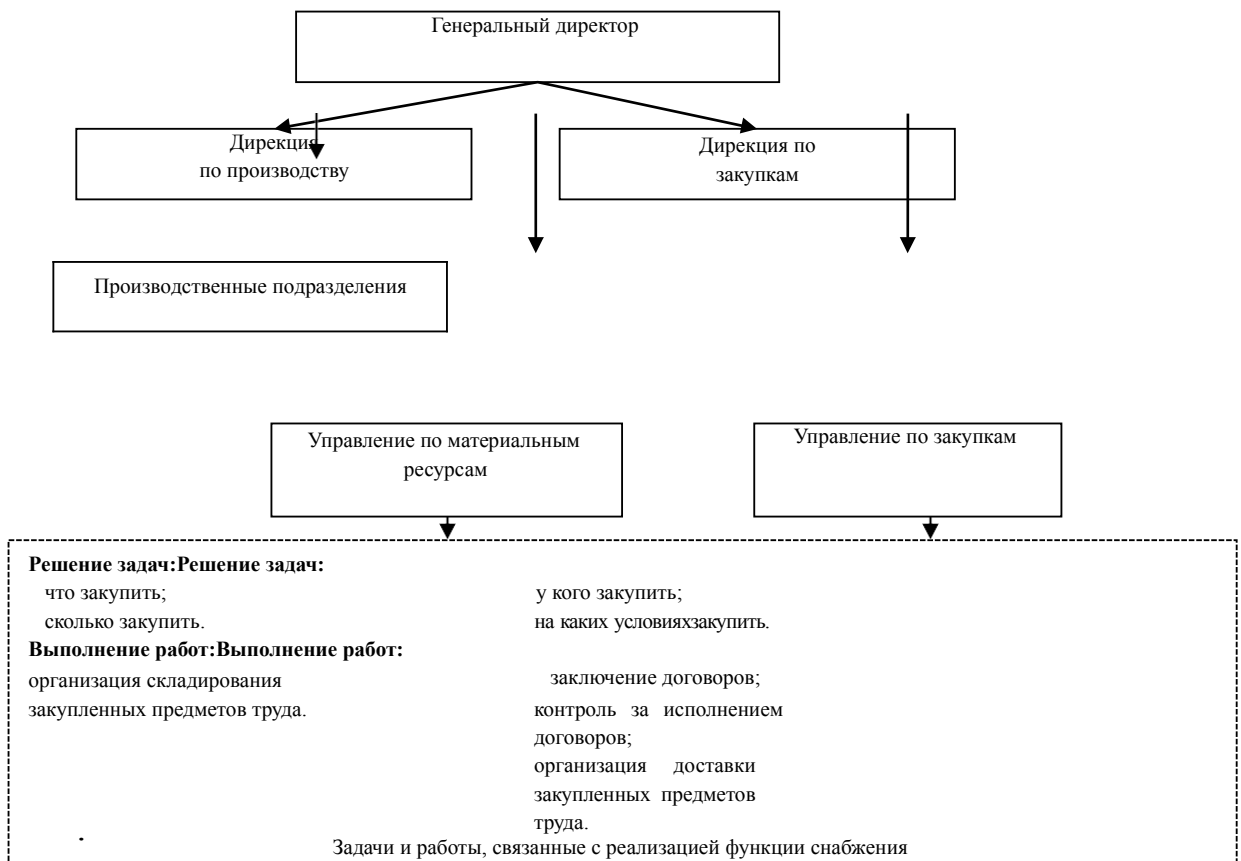 Генеральный директор
Дирекция
по производству
Дирекция по
закупкам
Производственные подразделения
Управление по материальным
ресурсам
Управление по закупкам
Решение задач:Решение задач:
что закупить;
у кого закупить;
сколько закупить.
на каких условияхзакупить.
Выполнение работ:Выполнение работ:
организация складирования
закупленных предметов труда.
заключение договоров;
контроль за исполнением
договоров;
организация доставки
закупленных предметов
труда.
Задачи и работы, связанные с реализацией функции снабжения